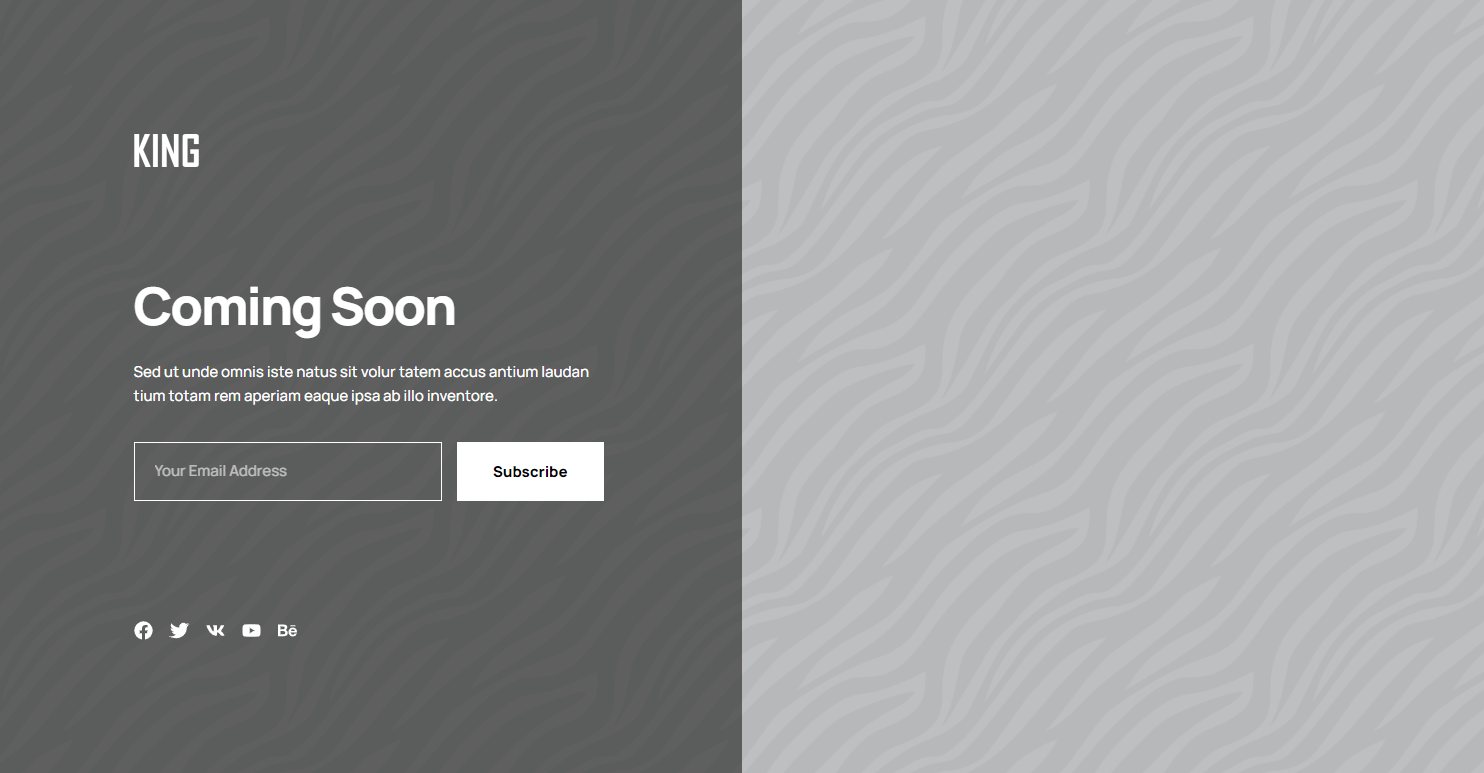 KING
Coming Soon
Sed ut unde omnis iste natus sit volur tatem accus antium laudan
tium totam rem aperiam eaque ipsa ab illo inventore.
Your Email Address
Subscribe
Bē